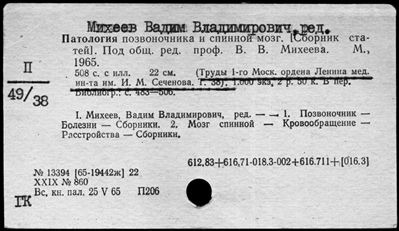 Михеев Вадим Владимирович, ред.
Патология позвоночника и спинной мозг. [Сборник ста-
тей]. Под общ. ред. проф. В. В. Михеева. М.,
1965.
II
508 с. с илл. 22 см. (Труды 1-го Моск. ордена Ленина мед.
ин-та им. И. М. Сеченова. Т. 38). 1.000 экз. 2 р. 50 к. В пер.
49/38
Библиогр.: с. 483—506.
I. Михеев, Вадим Владимирович, ред. — — 1. Позвоночник —
Болезни — Сборники. 2. Мозг спинной — Кровообращение —
Расстройства — Сборники.
612,83+616,71-018.3-002+616.711+[016.3]
№ 13394 [65-19442ж] 22
XXIX № 860
Вс. кн. пал. 25 V 65 П206
ГК